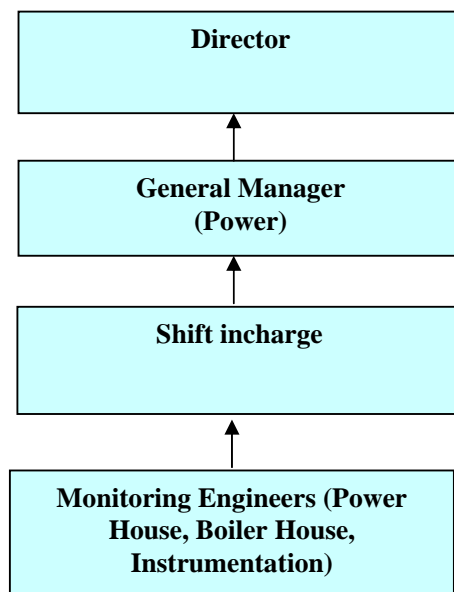 Director
General Manager
(Power)
Shift incharge
Monitoring Engineers (Power
House, Boiler House,
Instrumentation)